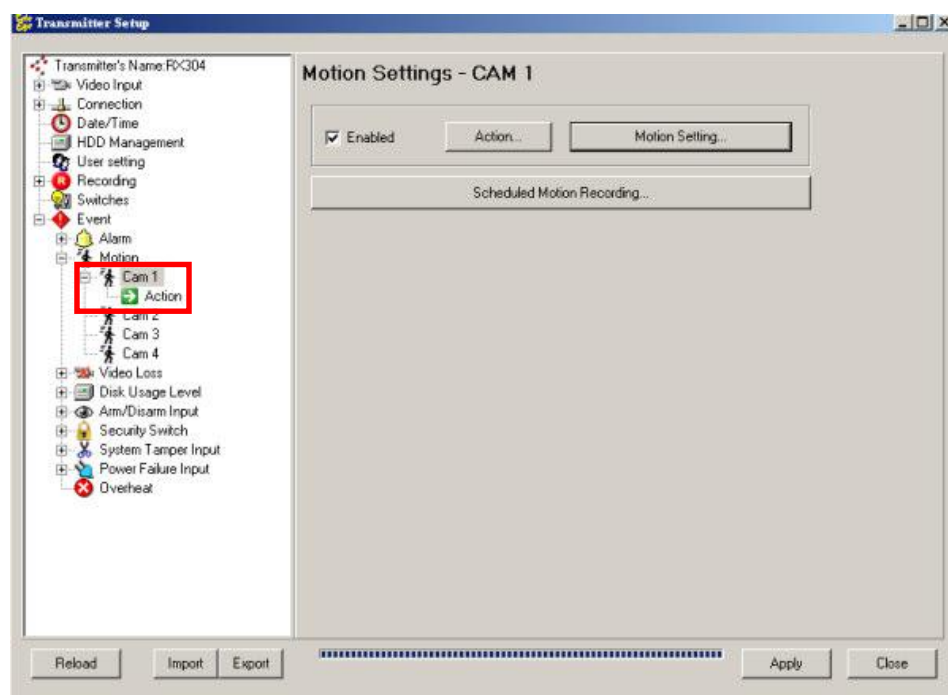 Transmitter Setup
Transmitter's Name:RX304
Video Input
Connection
Date/Time
HDD Management
User setting
Recording
Switches
Event
Alarm
Motion
Cam 1
Action
Cam 2
Cam 3
Cam 4
Video Loss
Disk Usage Level
Arm/Disarm Input
Security Switch
System Tamper Input
Power Failure Input
Overheat
Motion Settings - CAM 1
Enabled
Action...
Motion Setting...
Scheduled Motion Recording...
Reload
Import
Export
Apply
Close